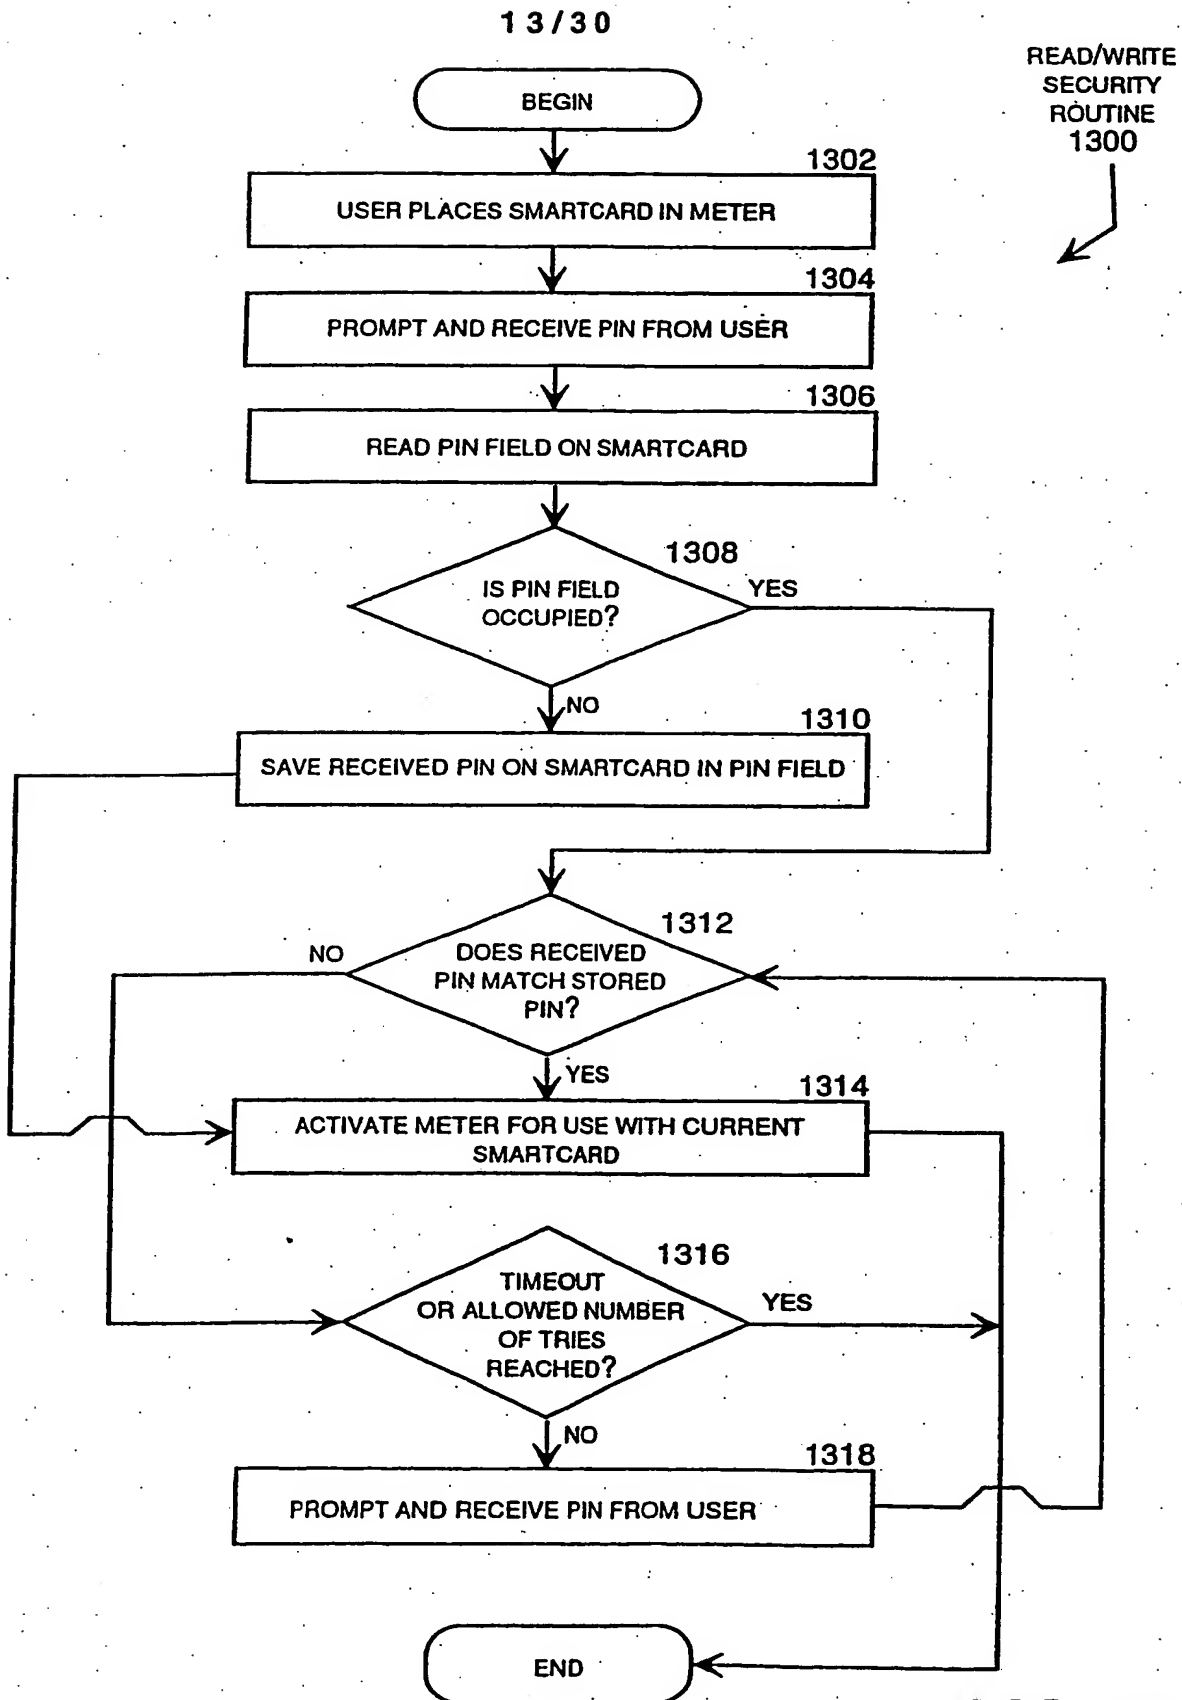 13/30
READ/WRITE
SECURITY
ROUTINE
1300
BEGIN
1302
USER PLACES SMARTCARD IN METER
1304
PROMPT AND RECEIVE PIN FROM USER
1306
READ PIN FIELD ON SMARTCARD
1308
IS PIN FIELD
OCCUPIED?
YES
NO
1310
SAVE RECEIVED PIN ON SMARTCARD IN PIN FIELD
1312
NO
DOES RECEIVED
PIN MATCH STORED
PIN?
YES
1314
ACTIVATE METER FOR USE WITH CURRENT
SMARTCARD
1316
TIMEOUT
OR ALLOWED NUMBER
OF TRIES
REACHED?
YES
NO
1318
PROMPT AND RECEIVE PIN FROM USER
END